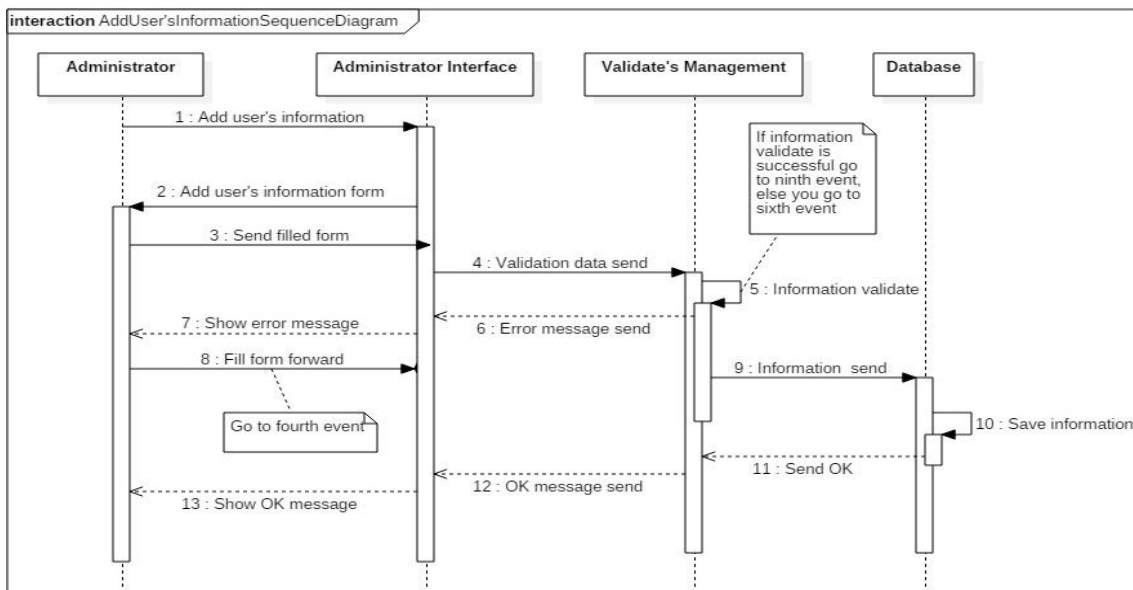 interaction AddUser'sInformationSequenceDiagram
Administrator
Administrator Interface
Validate's Management
Database
1 : Add user's information
If information
validate is
successful go
to ninth event,
else you go to
sixth event
2 : Add user's information form
3 : Send filled form
4 : Validation data send
5 : Information validate
6 : Error message send
7 : Show error message
8 : Fill form forward
Go to fourth event
9 : Information  send
10 : Save information
11 : Send OK
12 : OK message send
13 : Show OK message